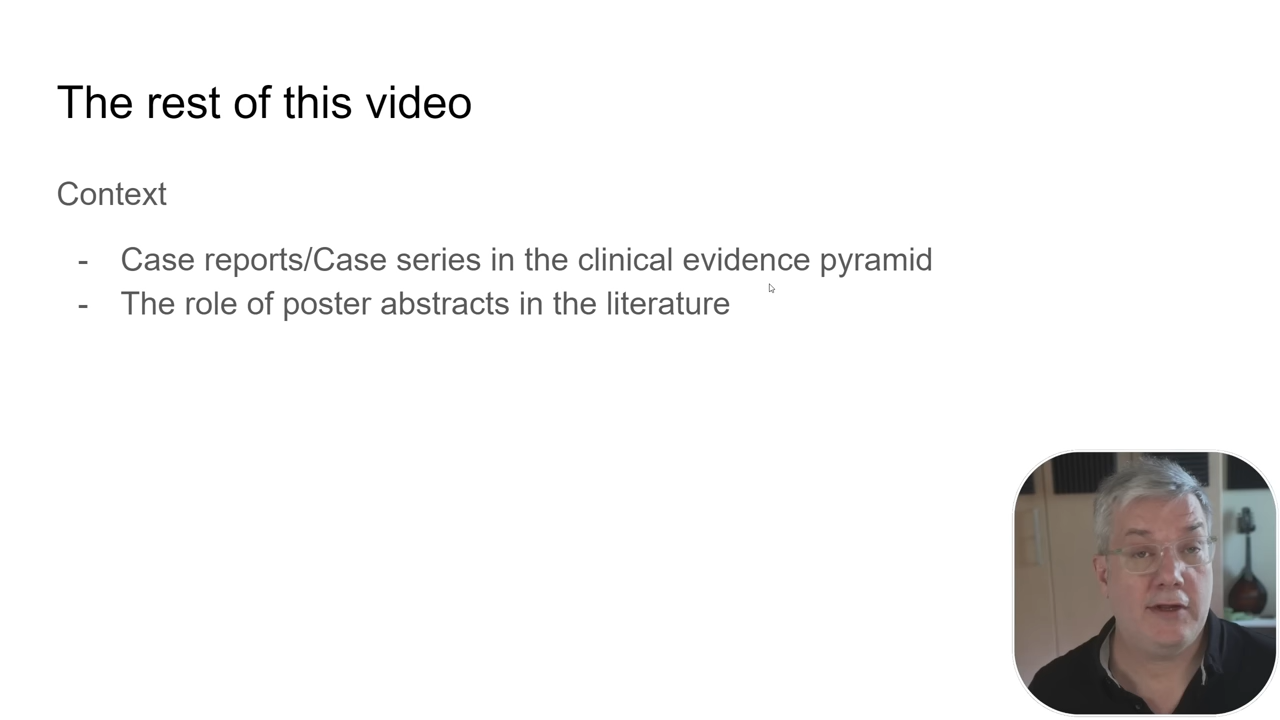 The rest of this video
Context
- Case reports/Case series in the clinical evidence pyramid
- The role of poster abstracts in the literature